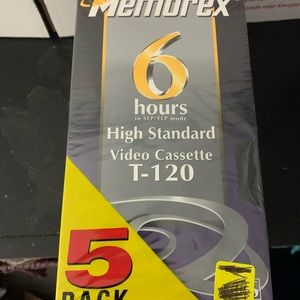 Memorex
6
hours
in SLP/ELP mode
High Standard
Video Cassette
T-120
5
PACK